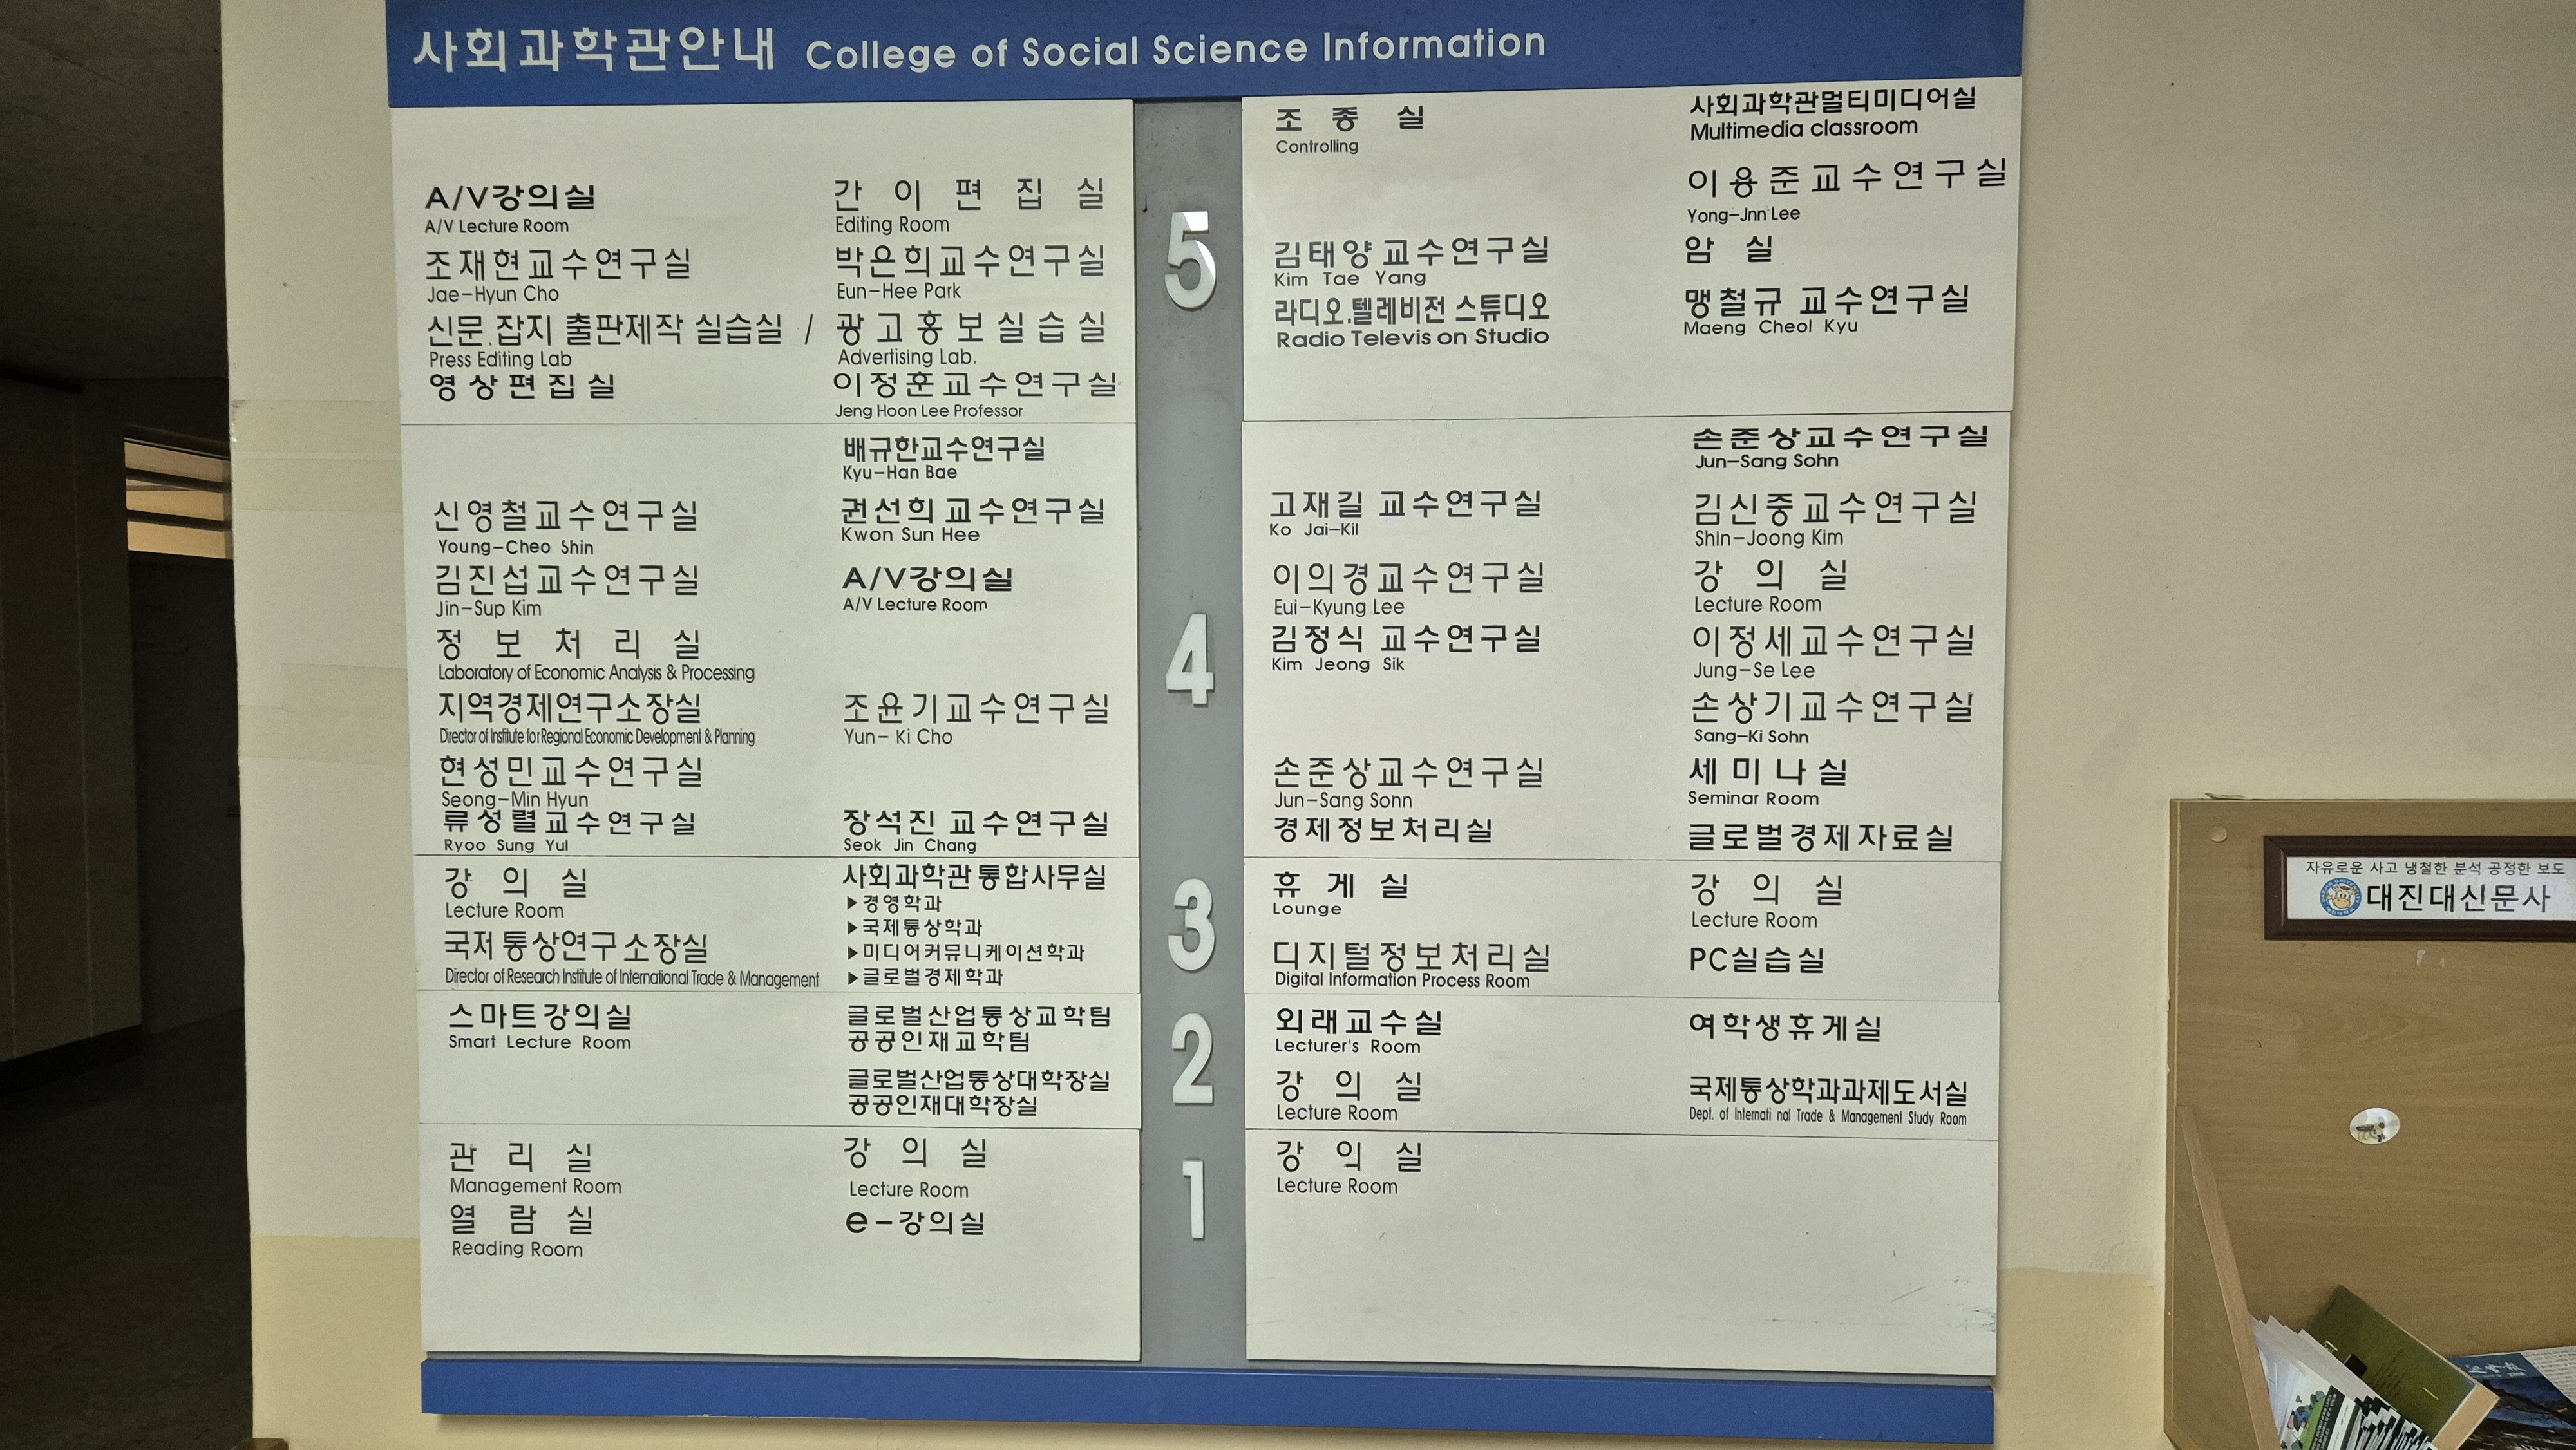 사회과학관안내 College of Social Science Information
A/V강의실
A/V Lecture Room
조재현교수연구실
Jae-Hyun Cho
신문.잡지 출판제작 실습실 /
Press Editing Lab
영상편집실
간이편집실
Editing Room
박은희교수연구실
Eun-Hee Park
광고홍보실습실
Advertising Lab.
이정훈교수연구실
Jeng Hoon Lee Professor
5
조종실
Controlling
김태양교수연구실
Kim Tae Yang
라디오.텔레비전 스튜디오
Radio Televis on Studio
사회과학관멀티미디어실
Multimedia classroom
이용준교수연구실
Yong-Jnn Lee
암실
맹철규 교수연구실
Maeng Cheol Kyu
신영철교수연구실
Young-Cheo Shin
김진섭교수연구실
Jin-Sup Kim
정보처리실
Laboratory of Economic Analysis & Processing
지역경제연구소장실
Director of Institute for Regional Economic Development & Planning
현성민교수연구실
Seong-Min Hyun
류성렬교수연구실
Ryoo Sung Yul
배규한교수연구실
Kyu-Han Bae
권선희 교수연구실
Kwon Sun Hee
A/V강의실
A/V Lecture Room
조윤기교수연구실
Yun- Ki Cho
장석진 교수연구실
Seok Jin Chang
4
고재길 교수연구실
Ko Jai-Kil
이의경교수연구실
Eui-Kyung Lee
김정식 교수연구실
Kim Jeong Sik
손준상교수연구실
Jun-Sang Sohn
경제정보처리실
손준상교수연구실
Jun-Sang Sohn
김신중교수연구실
Shin-Joong Kim
강의실
Lecture Room
이정세교수연구실
Jung-Se Lee
손상기교수연구실
Sang-Ki Sohn
세미나실
Seminar Room
글로벌경제자료실
강의실
Lecture Room
국제통상연구소장실
Director of Research Institute of International Trade & Management
사회과학관 통합사무실
▶경영학과
▶국제통상학과
▶미디어커뮤니케이션학과
▶글로벌경제학과
3
휴게실
Lounge
디지털정보처리실
Digital Information Process Room
강의실
Lecture Room
PC실습실
스마트강의실
Smart Lecture Room
글로벌산업통상교학팀
공공인재교학팀
글로벌산업통상대학장실
공공인재대학장실
2
외래교수실
Lecturer's Room
강의실
Lecture Room
여학생휴게실
국제통상학과과제도서실
Dept. of Internati nal Trade & Management Study Room
관리실
Management Room
열람실
Reading Room
강의실
Lecture Room
e-강의실
1
강의실
Lecture Room
자유로운 사고 냉철한 분석 공정한 보도
대진대신문사